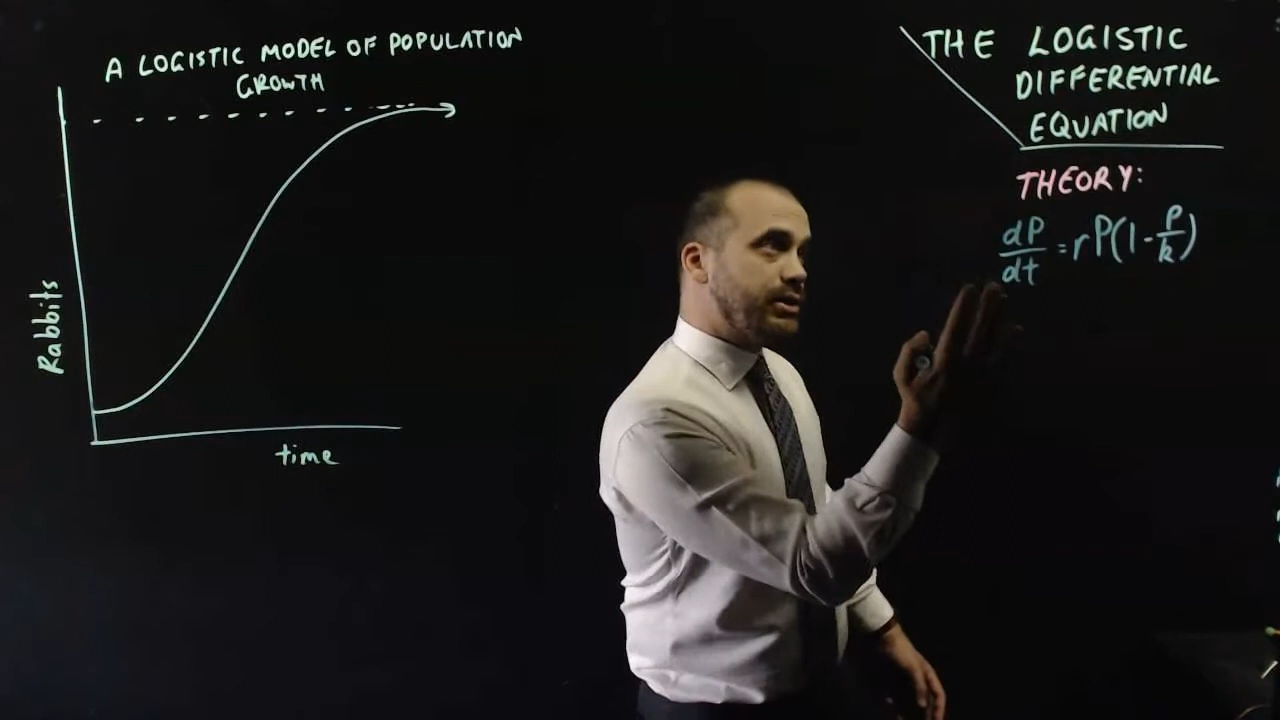 A LOGISTIC MODEL OF POPULATION
GROWTH
Rabbits
time
THE LOGISTIC
DIFFERENTIAL
EQUATION
THEORY:
dP/dt = rP(1-P/k)